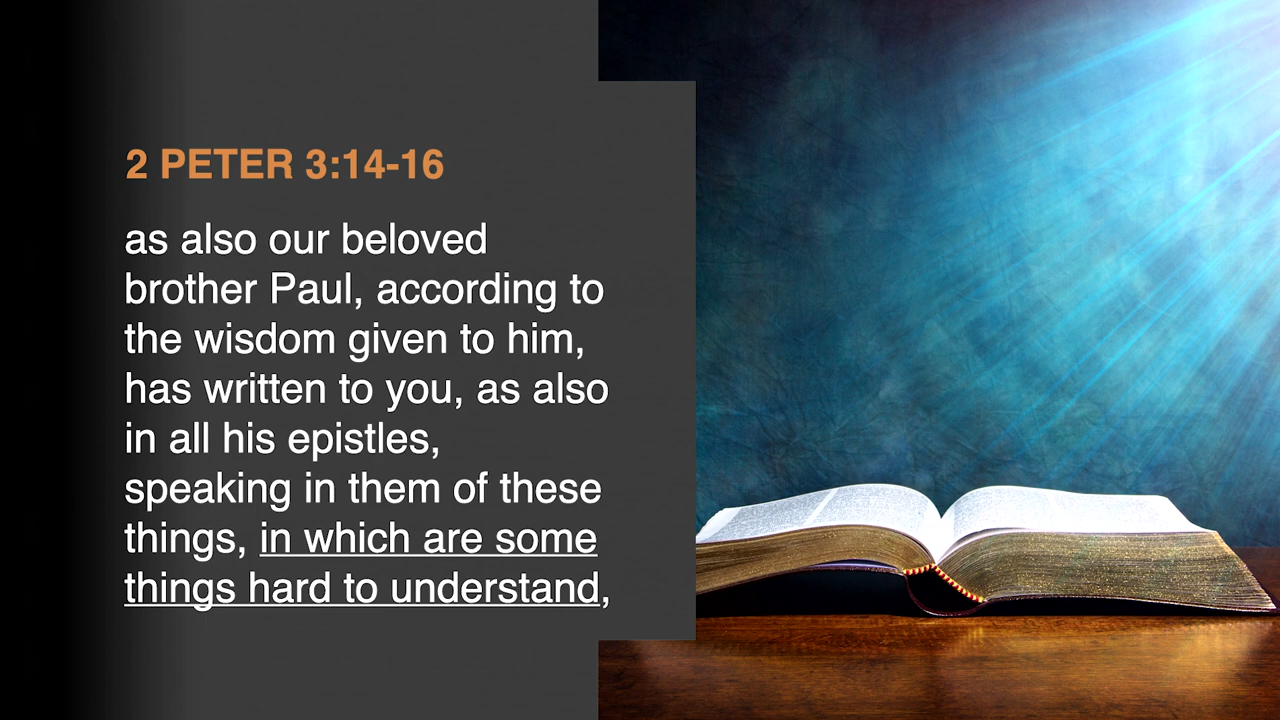 2 PETER 3:14-16
as also our beloved
brother Paul, according to
the wisdom given to him,
has written to you, as also
in all his epistles,
speaking in them of these
things, in which are some
things hard to understand,